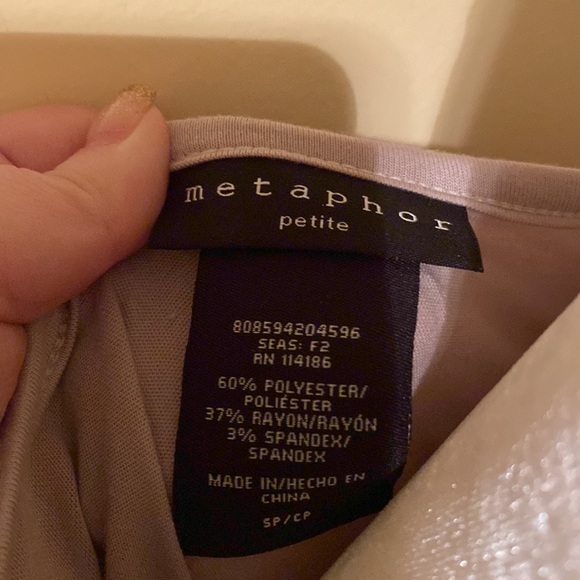 metaphor
petite
808594204596
SEAS: F2
RN 114186
60% POLYESTER/
POLIÉSTER
37% RAYON/RAYÓN
3% SPANDEX/
SPANDEX
MADE IN/HECHO EN
CHINA
SP/CP